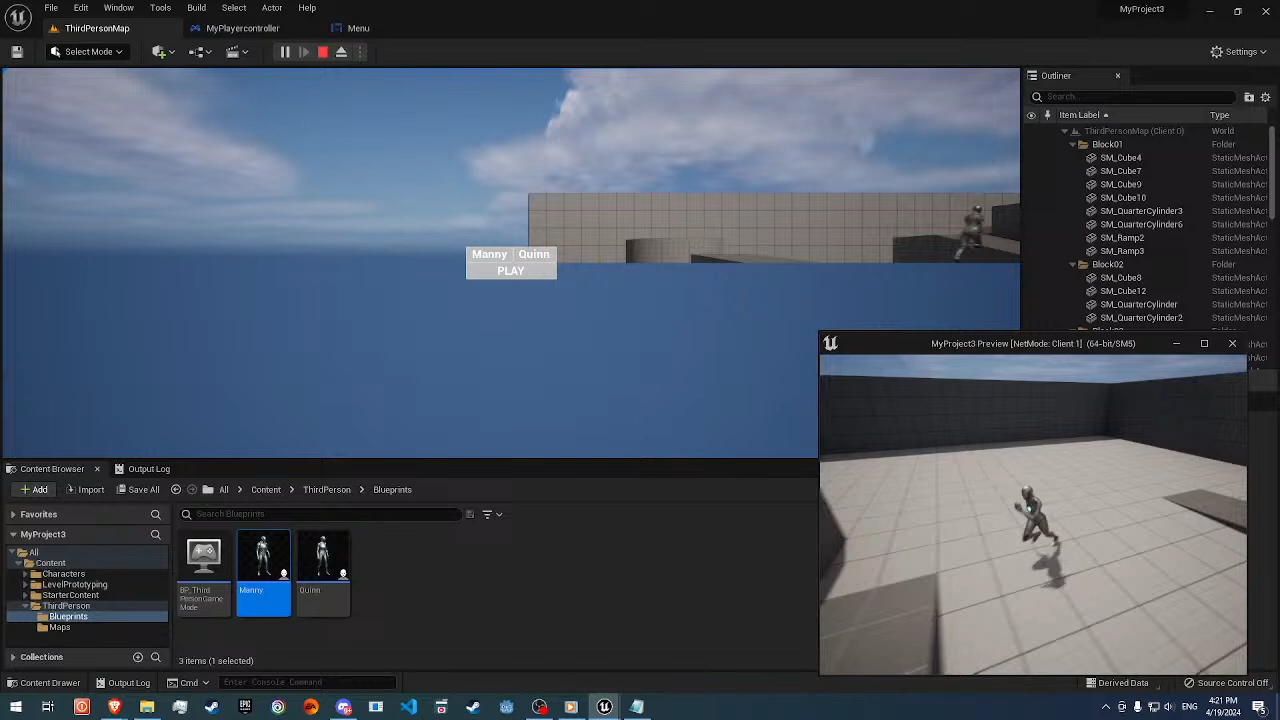 File Edit Window Tools Build Select Actor Help
MyProject3
ThirdPersonMap MyPlayercontroller Menu
Select Mode
Settings
Outliner
Search...
Item Label Type
ThirdPersonMap (Client 0) World
Block01 Folder
SM_Cube4 StaticMeshAct
SM_Cube7 StaticMeshAct
SM_Cube9 StaticMeshAct
SM_Cube10 StaticMeshAct
SM_QuarterCylinder3 StaticMeshAct
SM_QuarterCylinder6 StaticMeshAct
SM_Ramp2 StaticMeshAct
SM_Ramp3 StaticMeshAct
Block02 Folder
SM_Cube8 StaticMeshAct
SM_Cube12 StaticMeshAct
SM_QuarterCylinder StaticMeshAct
SM_QuarterCylinder2 StaticMeshAct
Manny Quinn
PLAY
MyProject3 Preview [NetMode: Client 1] (64-bit/SM5)
Content Browser Output Log
Add Import Save All All Content ThirdPerson Blueprints
Favorites
Search Blueprints
MyProject3
All
Content
Characters
LevelPrototyping
StarterContent
ThirdPerson
Blueprints
Maps
Collections
BP_Third
PersonGame
Mode
Manny
Quinn
3 items (1 selected)
Content Drawer Output Log Cmd Enter Console Command
Derived Data Source Control Off
ENG 4:21 PM
4/19/2024